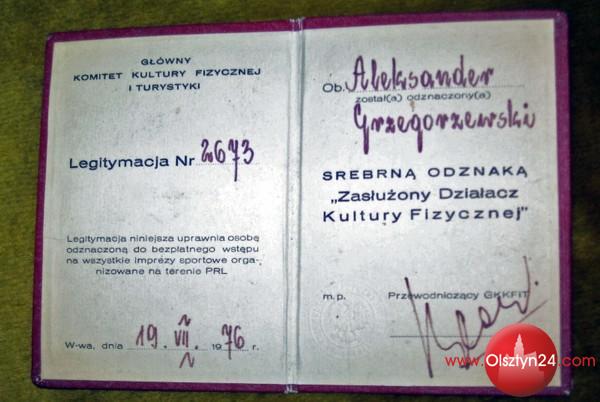 GŁÓWNY
KOMITET KULTURY FIZYCZNEJ
I TURYSTYKI
Legitymacja Nr 2673
Legitymacja niniejsza uprawnia osobę
odznaczoną do bezpłatnego wstępu
na wszystkie imprezy sportowe orga-
nizowane na terenie PRL
W-wa, dnia 19 VII 1976 r.
Ob. Aleksander
został(a) odznaczony(a)
Grzegorzewski
SREBRNĄ ODZNAKĄ
„Zasłużony Działacz
Kultury Fizycznej"
m.p. Przewodniczący GKKFiT
www.Olsztyn24.com